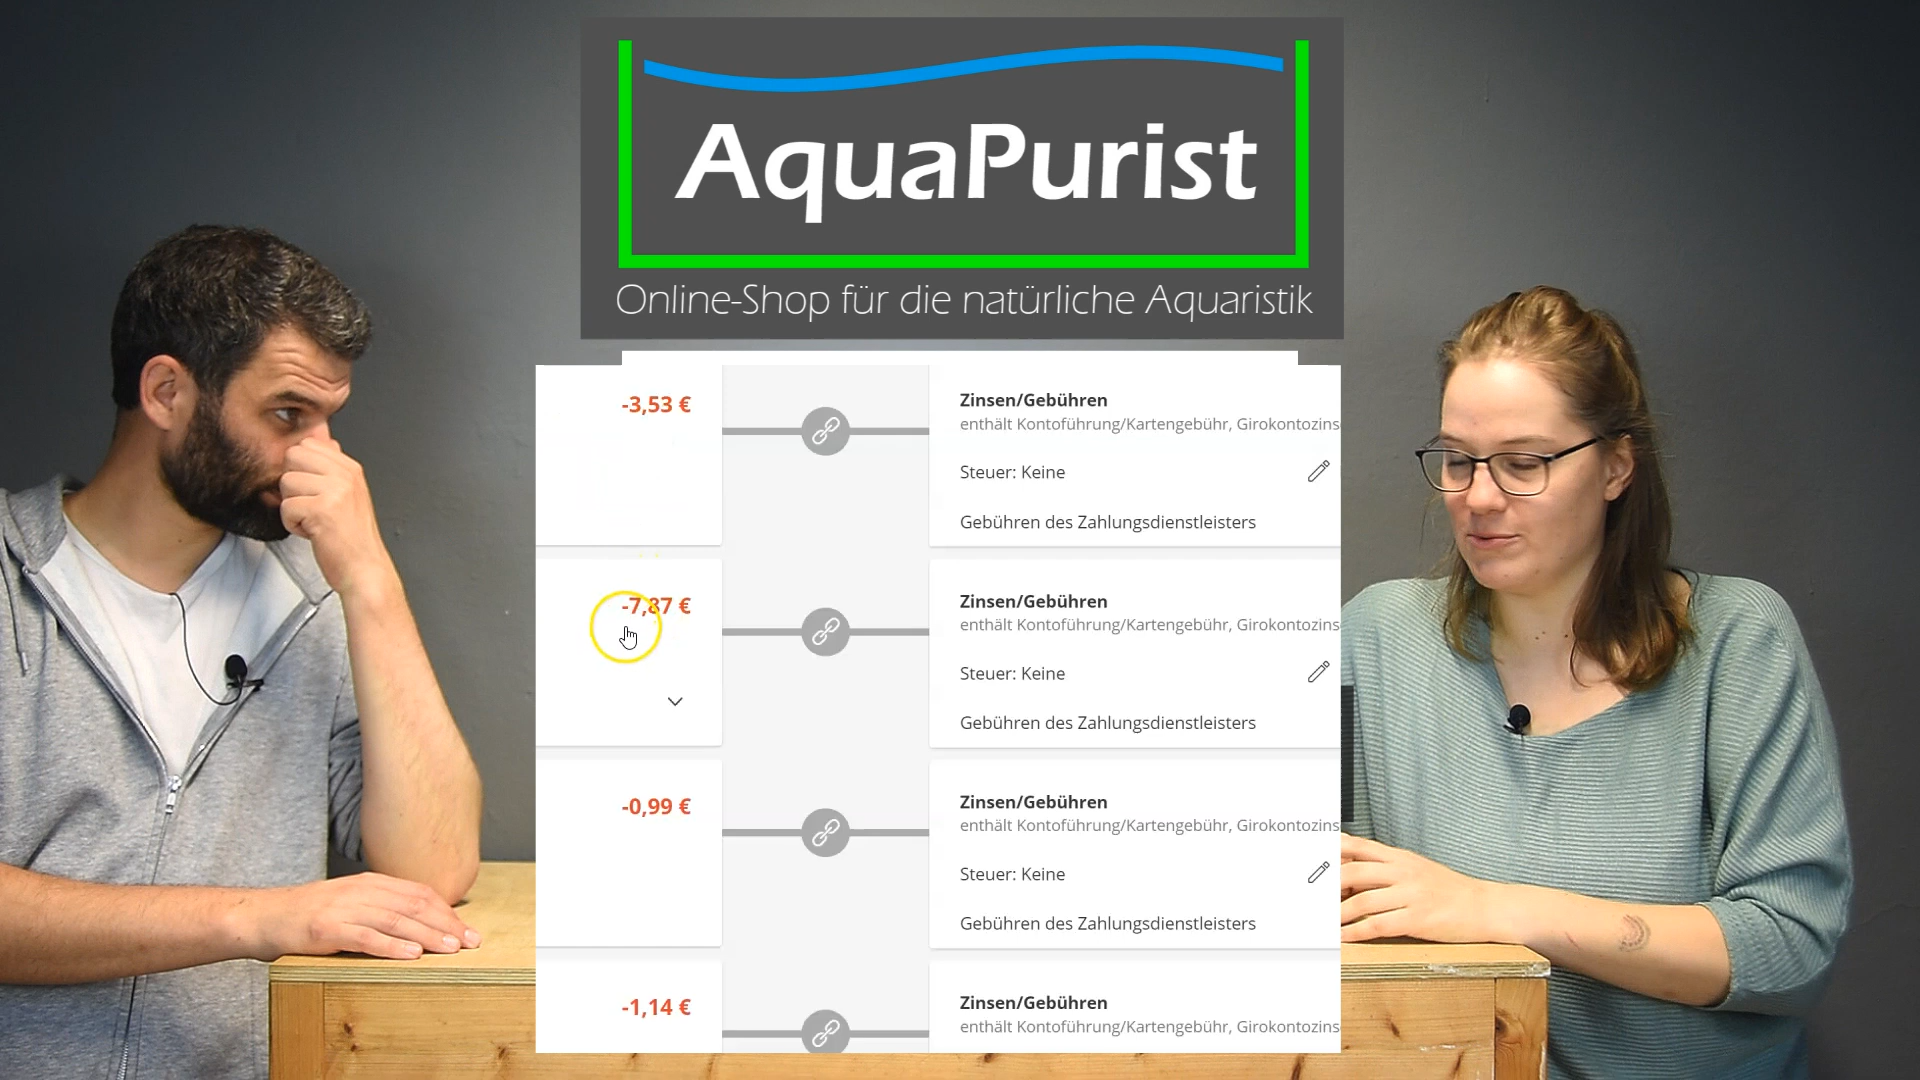 AquaPurist
Online-Shop für die natürliche Aquaristik
-3,53 €
Zinsen/Gebühren
enthält Kontoführung/Kartengebühr, Girokontozins
Steuer: Keine
Gebühren des Zahlungsdienstleisters
-7,87 €
Zinsen/Gebühren
enthält Kontoführung/Kartengebühr, Girokontozins
Steuer: Keine
Gebühren des Zahlungsdienstleisters
-0,99 €
Zinsen/Gebühren
enthält Kontoführung/Kartengebühr, Girokontozins
Steuer: Keine
Gebühren des Zahlungsdienstleisters
-1,14 €
Zinsen/Gebühren
enthält Kontoführung/Kartengebühr, Girokontozins